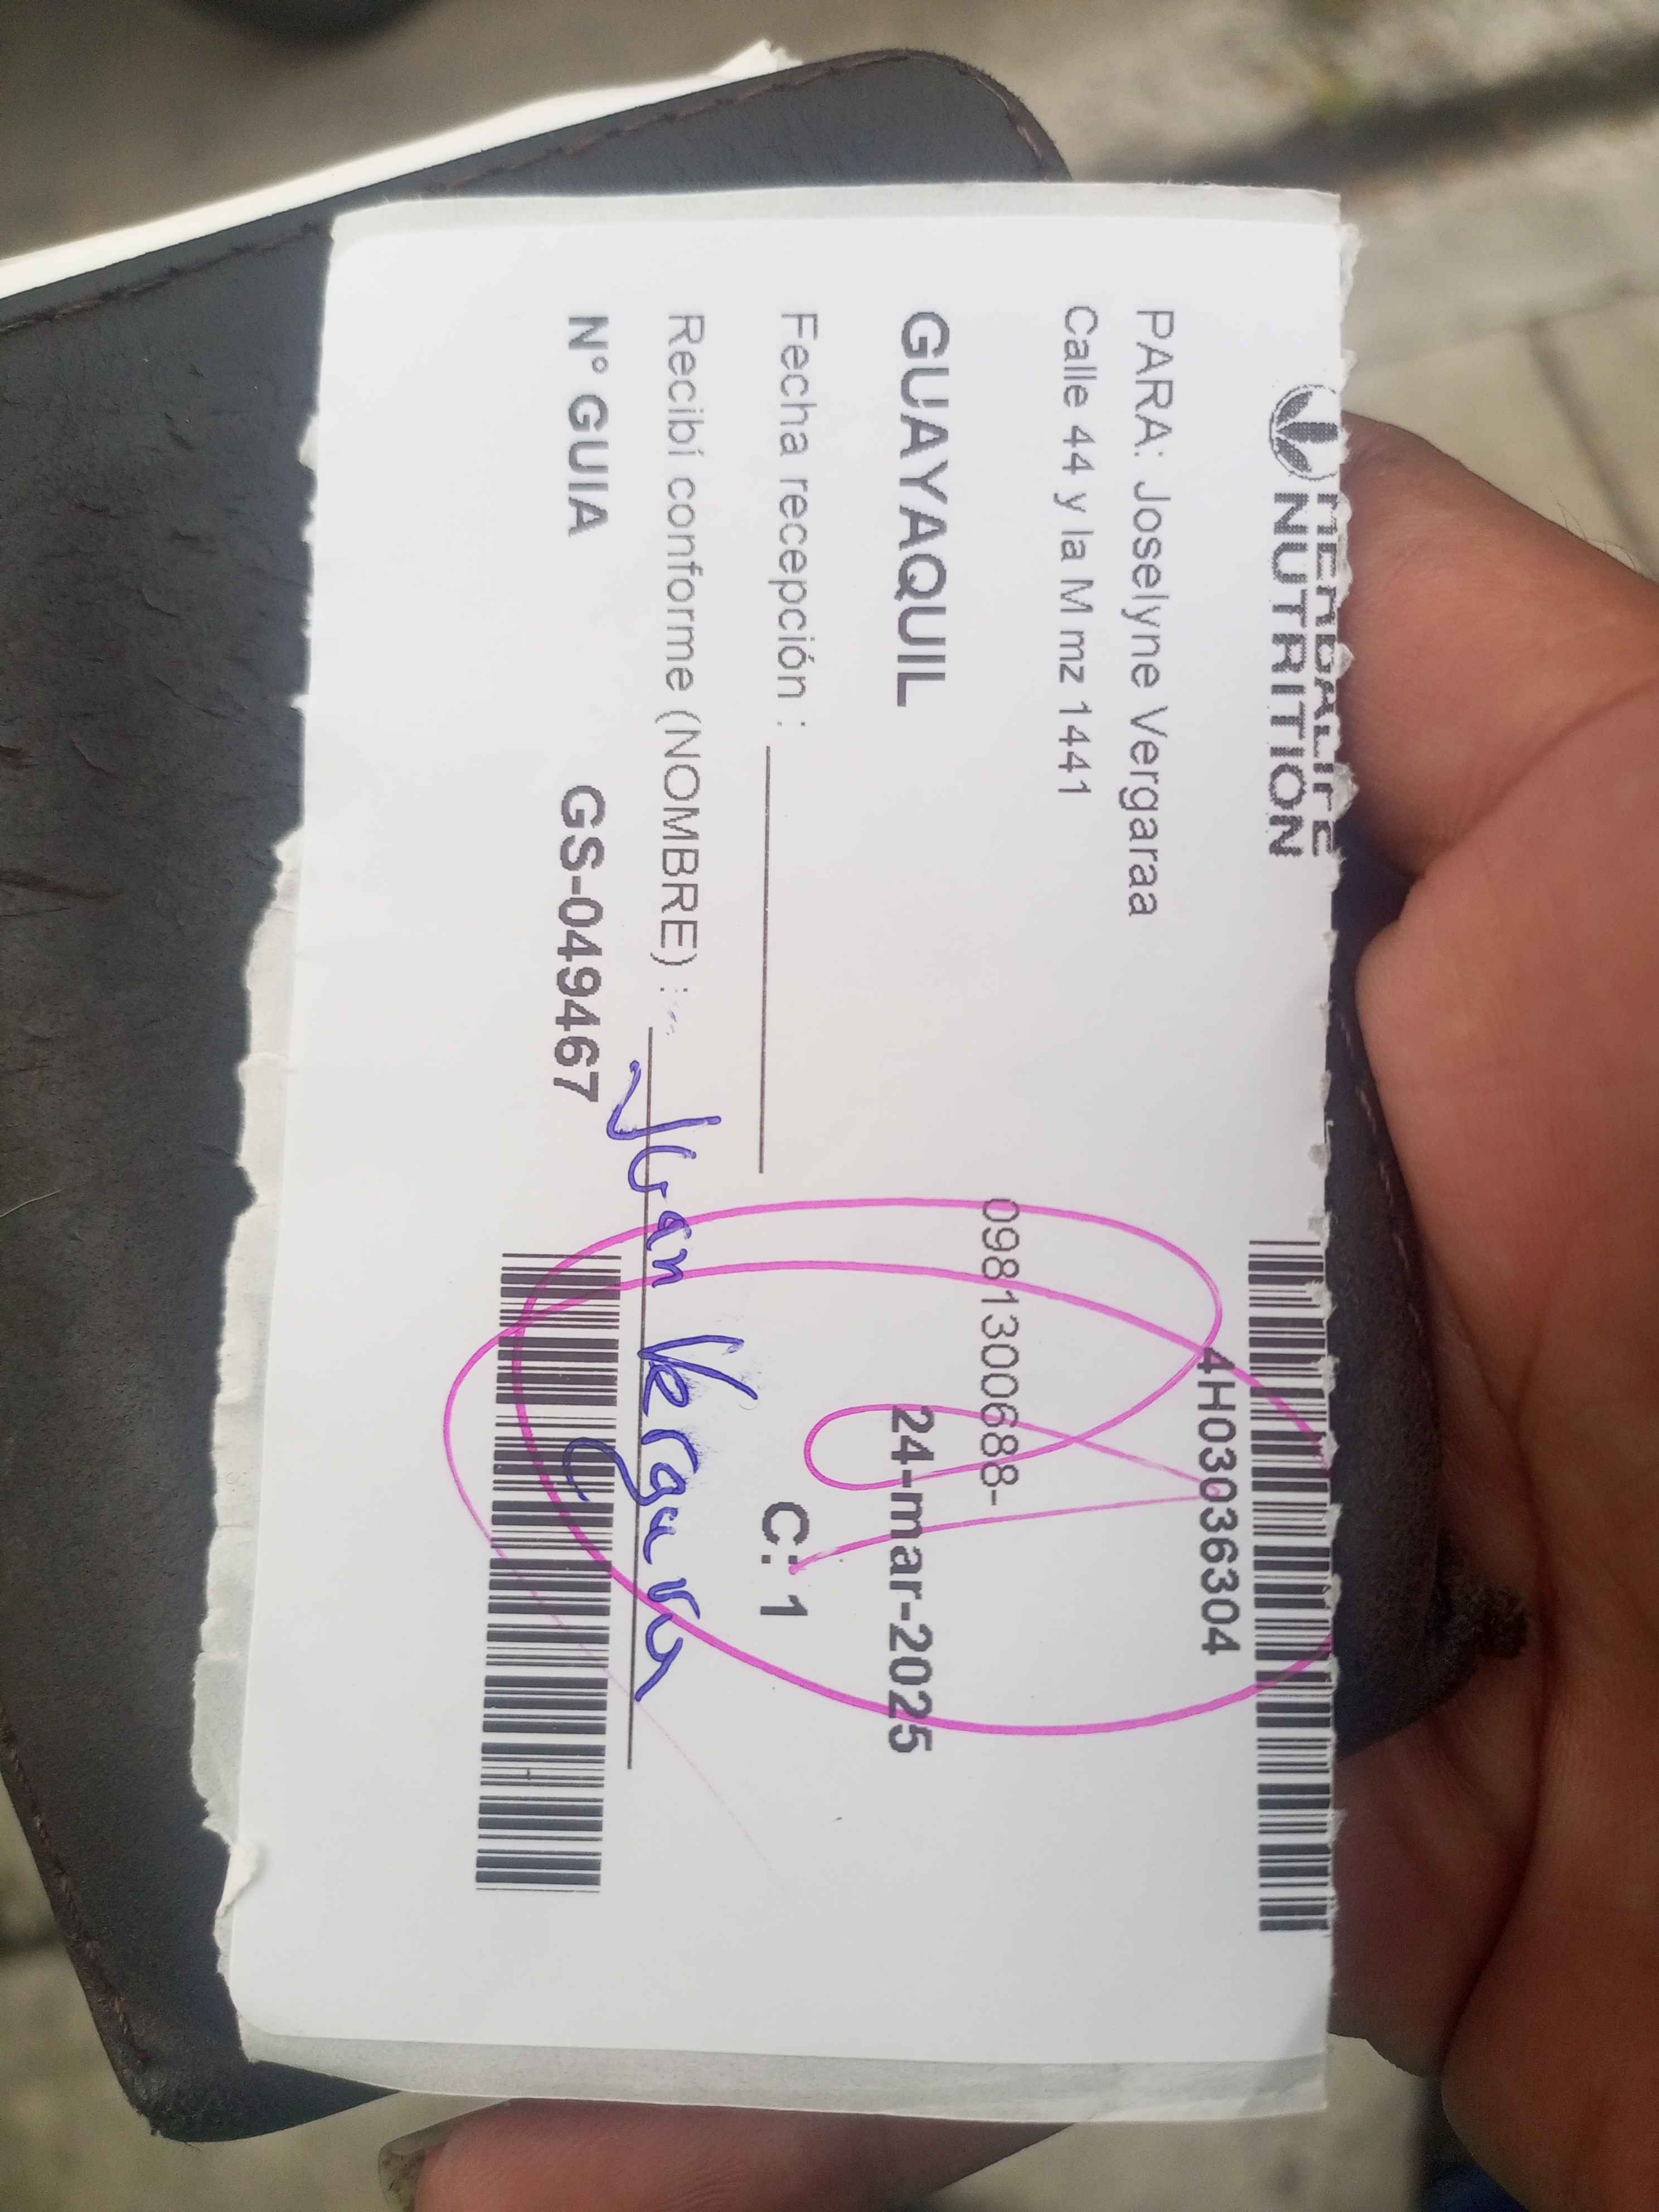 HERBALIFE
NUTRITION
4H03036304
PARA: Joselyne Vergaraa
Calle 44 y la M mz 1441
0981300688-
GUAYAQUIL 24-mar-2025
Fecha recepción : C: 1
Recibí conforme (NOMBRE) : Juan Vergara
N° GUIA GS-049467